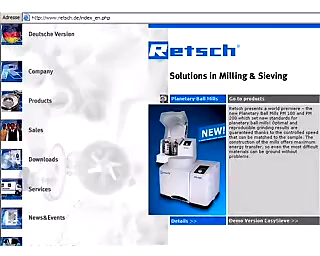 Adresse http://www.retsch.de/index_en.php
Deutsche Version
Company
Products
Sales
Downloads
Services
News&Events
Retsch®
Solutions in Milling & Sieving
Planetary Ball Mills
Go to products
NEW!
Retsch presents a world premiere - the
new Planetary Ball Mills PM 100 and PM
200 which set new standards for
planetary ball mills! Optimal and
reproducible grinding results are
guaranteed thanks to the controlled speed
that can be matched to the sample. The
construction of the mills offers maximum
energy transfer, so even the most difficult
materials can be ground without
problems.
Details >>
Demo Version EasySieve >>